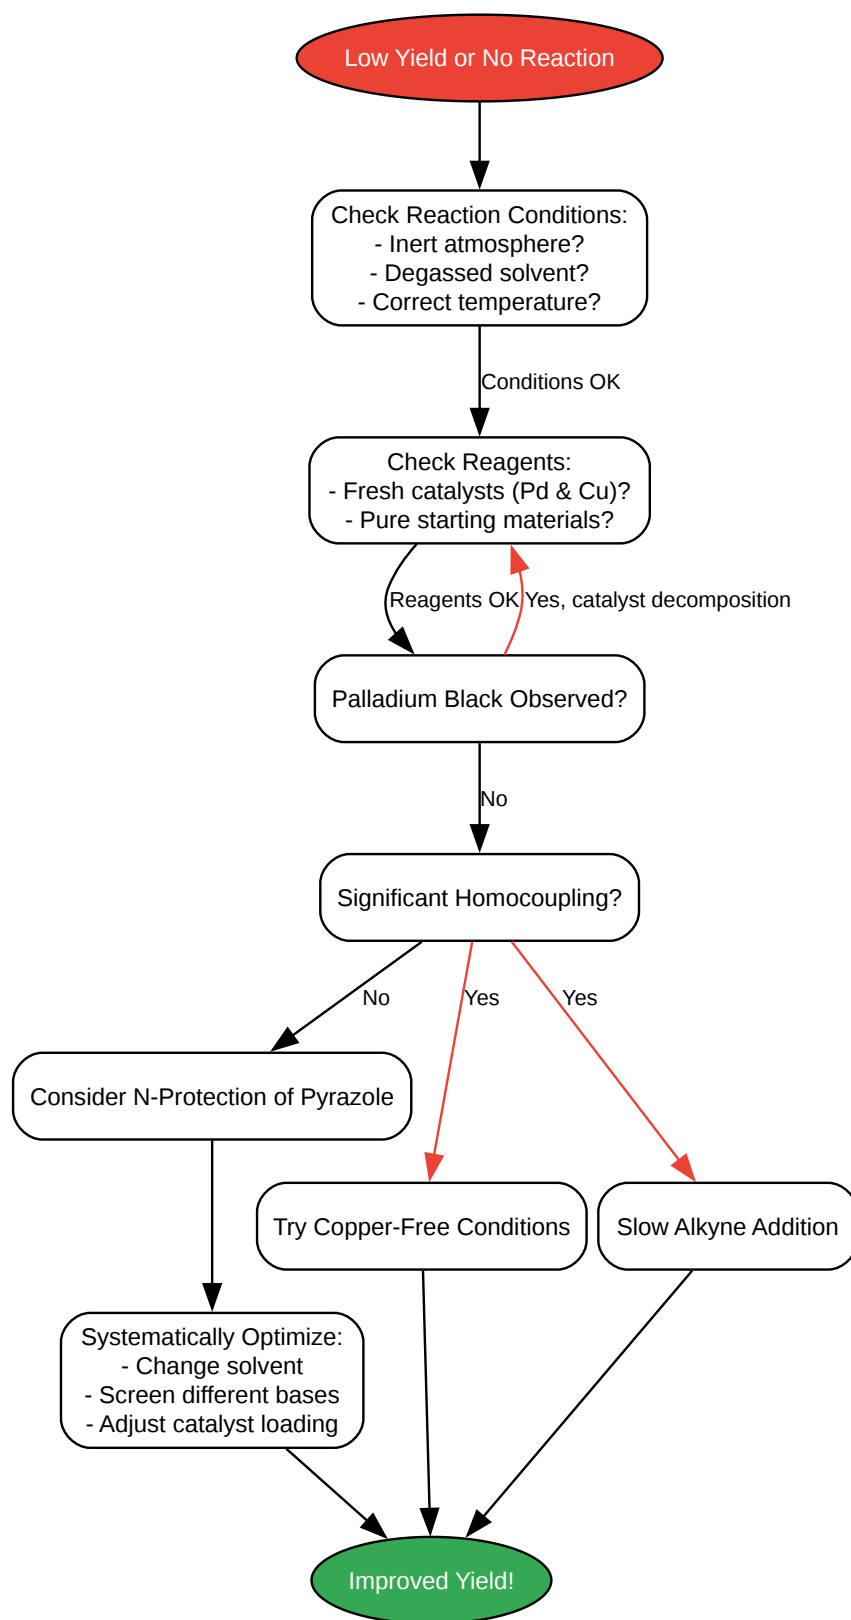 Low Yield or No Reaction
Check Reaction Conditions:
- Inert atmosphere?
- Degassed solvent?
- Correct temperature?
Conditions OK
Check Reagents:
- Fresh catalysts (Pd & Cu)?
- Pure starting materials?
Reagents OK
Yes, catalyst decomposition
Palladium Black Observed?
No
Significant Homocoupling?
No
Yes
Yes
Consider N-Protection of Pyrazole
Try Copper-Free Conditions
Slow Alkyne Addition
Systematically Optimize:
- Change solvent
- Screen different bases
- Adjust catalyst loading
Improved Yield!